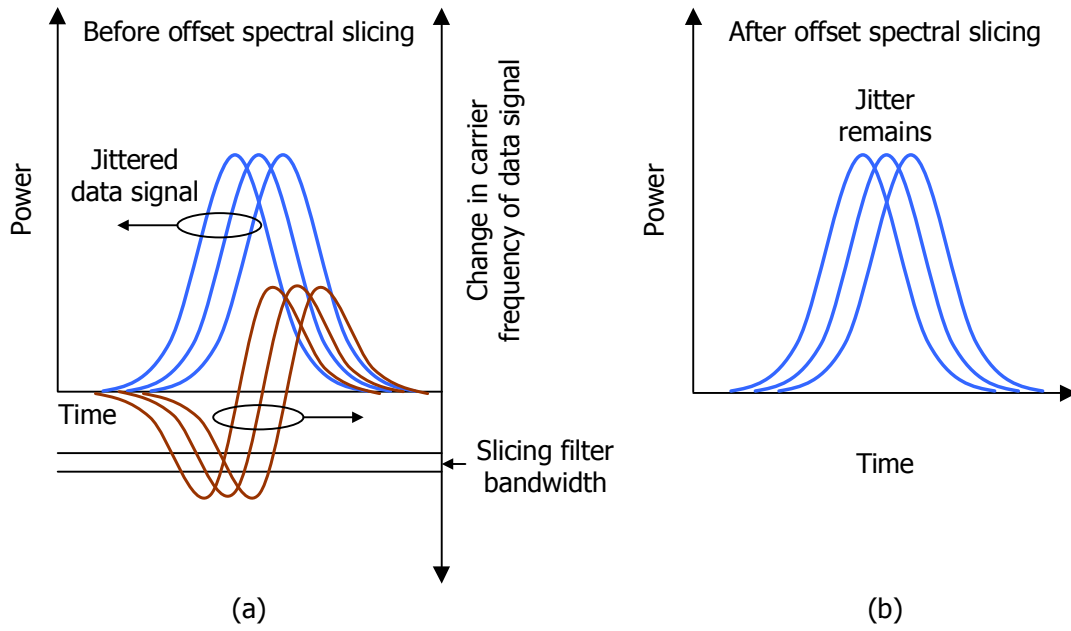 Before offset spectral slicing
Power
Jittered
data signal
Change in carrier
frequency of data signal
Time
Slicing filter
bandwidth
(a)
After offset spectral slicing
Power
Jitter
remains
Time
(b)